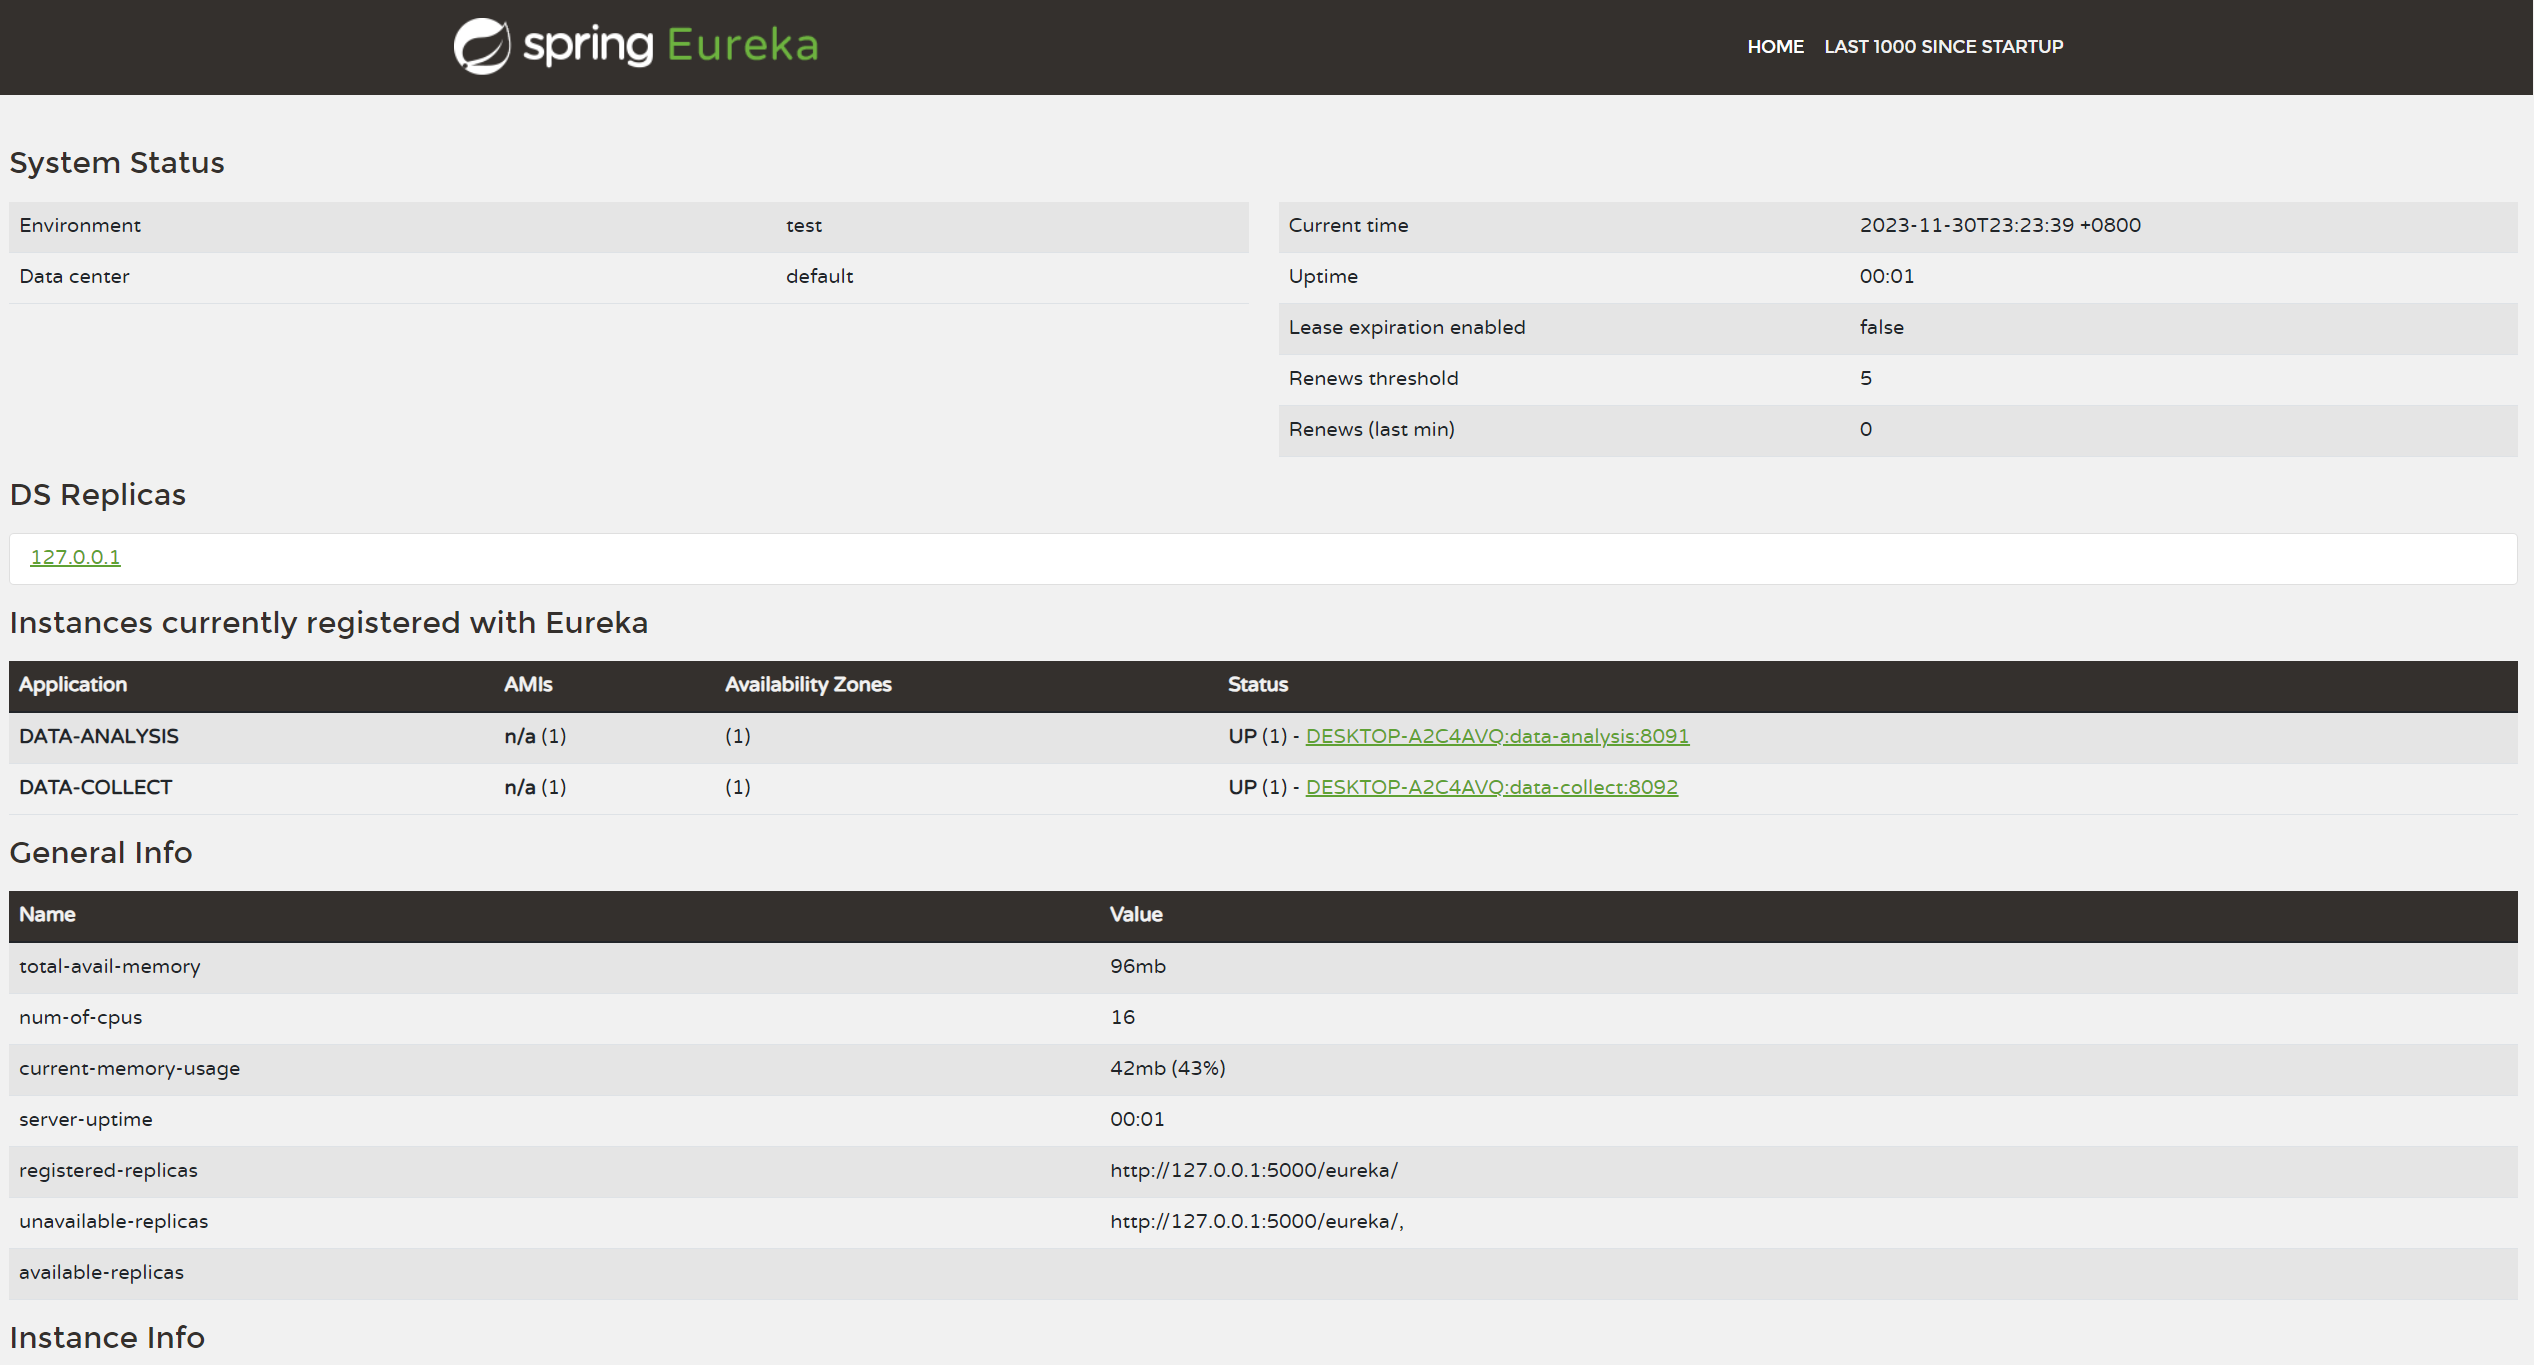 spring Eureka
HOME LAST 1000 SINCE STARTUP
System Status
Environment test
Data center default
Current time 2023-11-30T23:23:39 +0800
Uptime 00:01
Lease expiration enabled false
Renews threshold 5
Renews (last min) 0
DS Replicas
127.0.0.1
Instances currently registered with Eureka
Application AMIs Availability Zones Status
DATA-ANALYSIS n/a (1) (1) UP (1) - DESKTOP-A2C4AVQ:data-analysis:8091
DATA-COLLECT n/a (1) (1) UP (1) - DESKTOP-A2C4AVQ:data-collect:8092
General Info
Name Value
total-avail-memory 96mb
num-of-cpus 16
current-memory-usage 42mb (43%)
server-uptime 00:01
registered-replicas http://127.0.0.1:5000/eureka/
unavailable-replicas http://127.0.0.1:5000/eureka/,
available-replicas
Instance Info